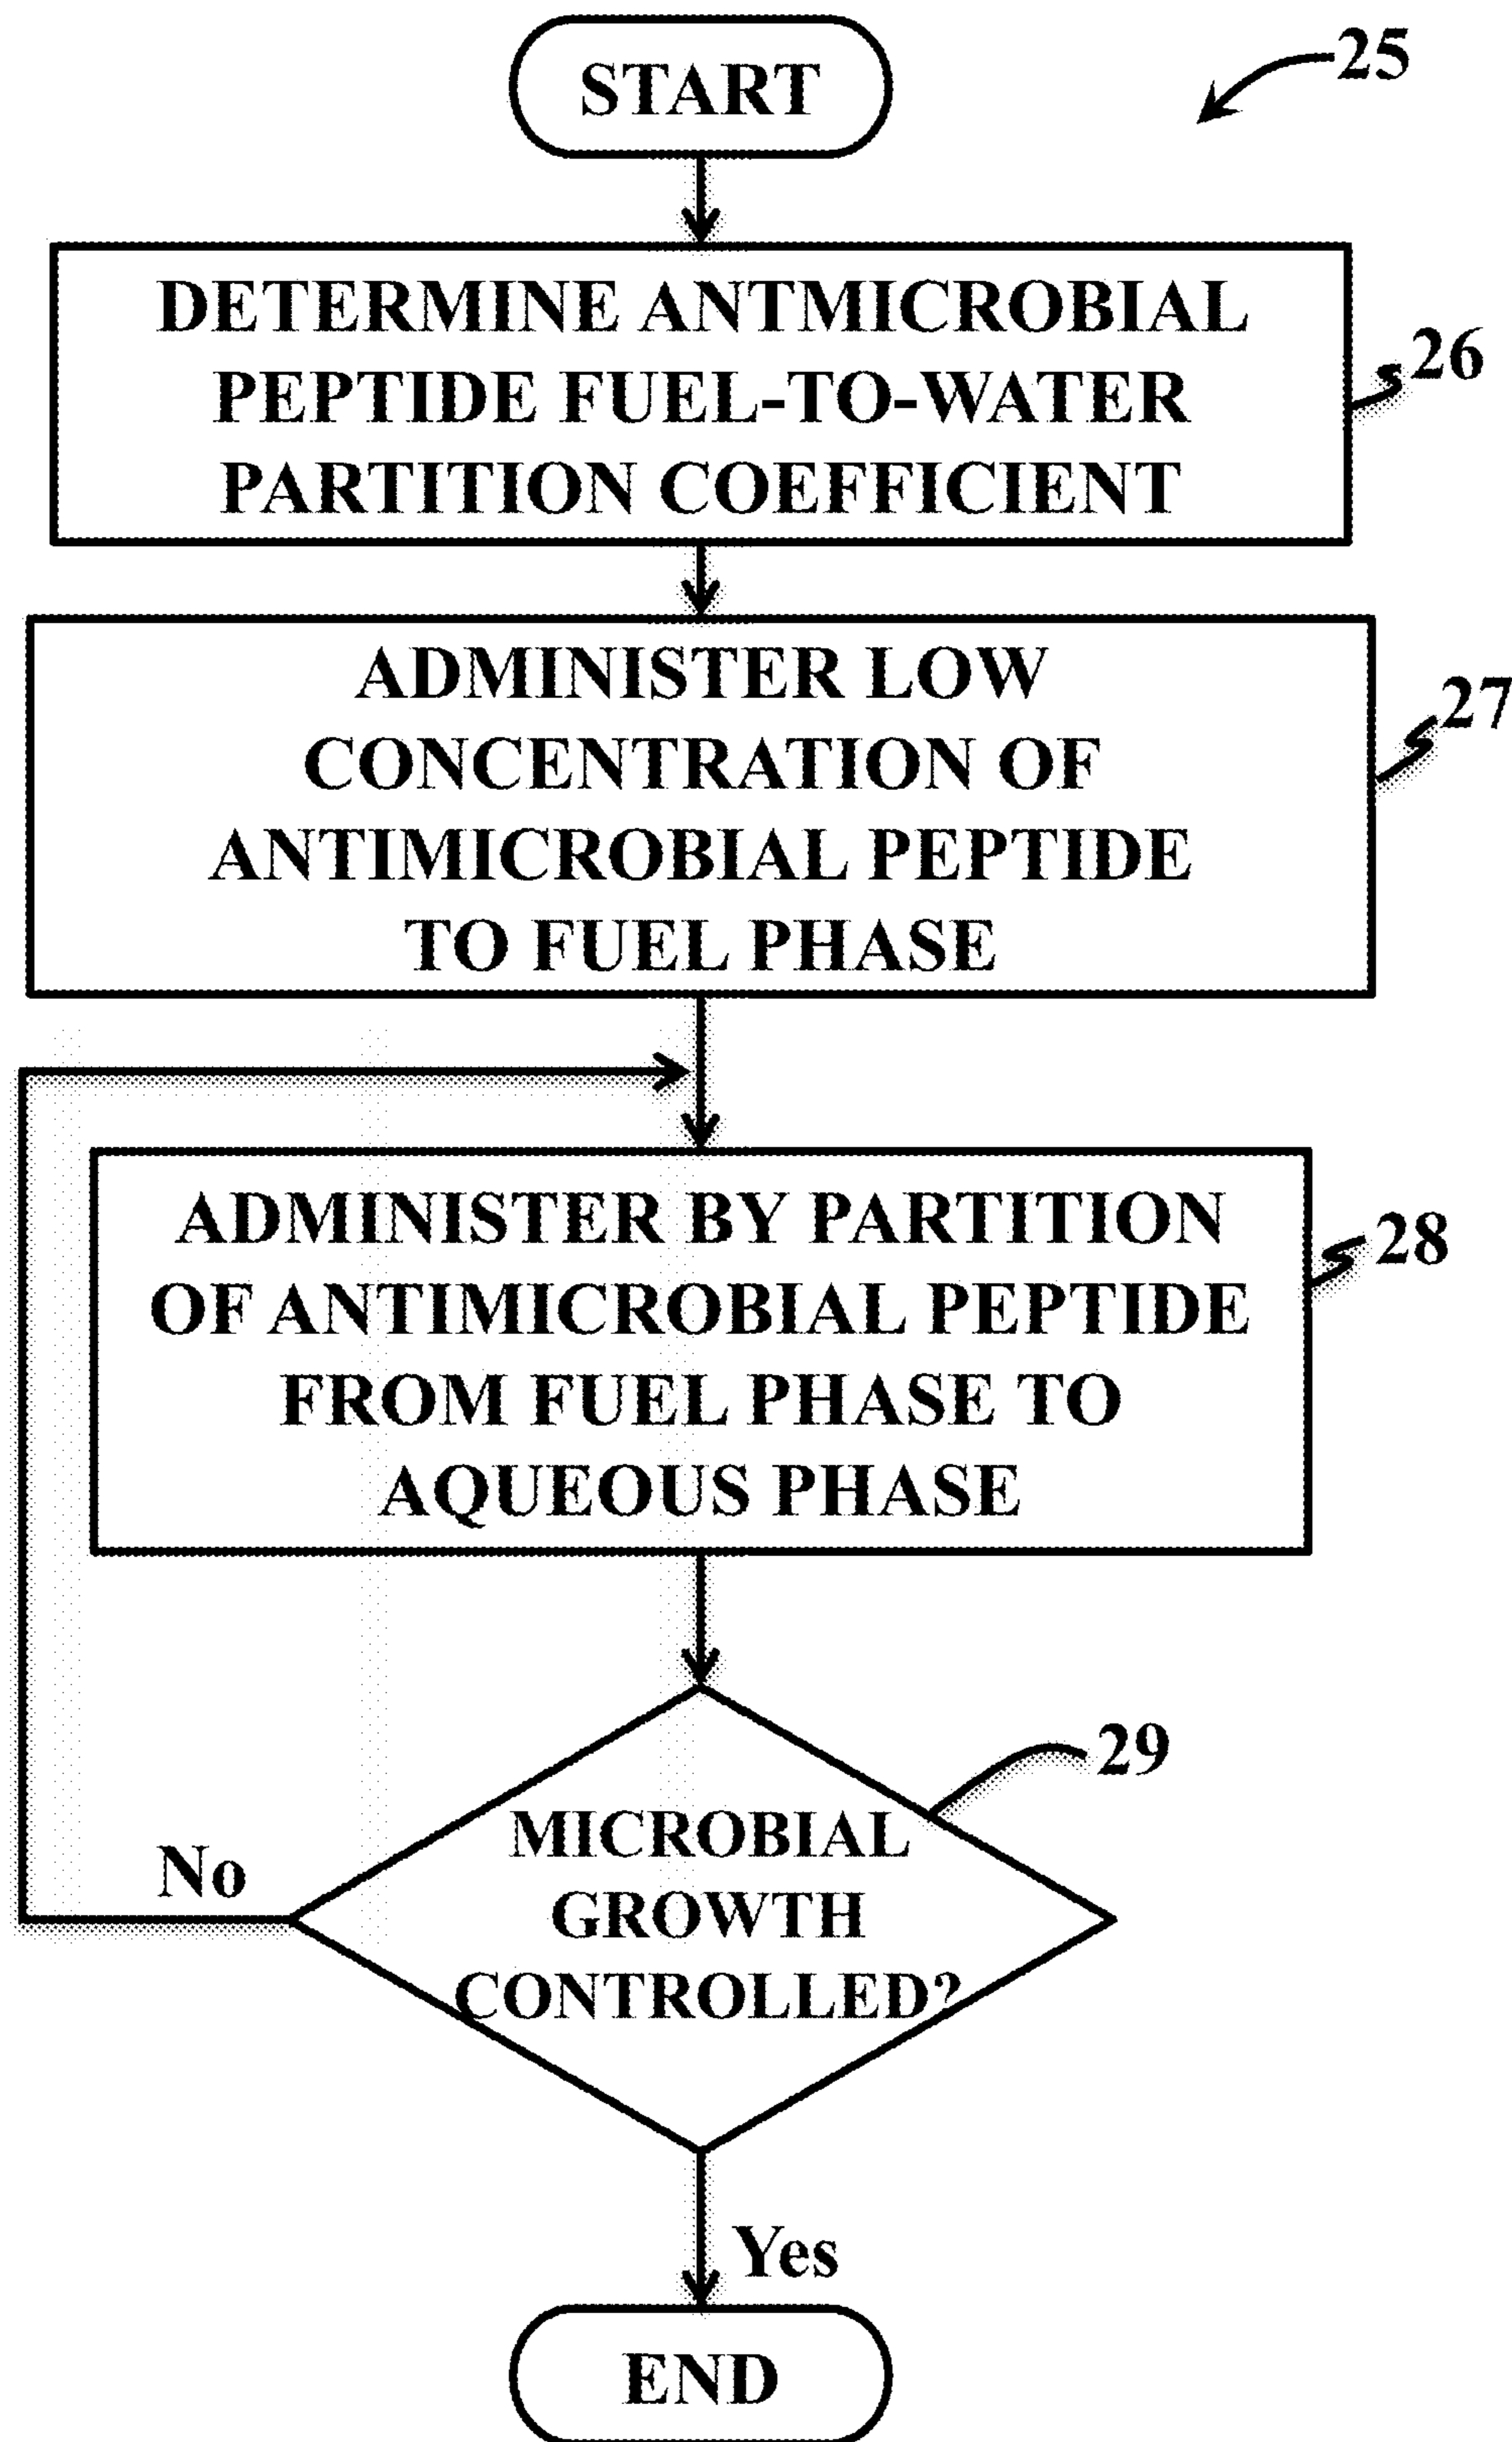 START
25
DETERMINE ANTMICROBIAL
PEPTIDE FUEL-TO-WATER
PARTITION COEFFICIENT
26
ADMINISTER LOW
CONCENTRATION OF
ANTIMICROBIAL PEPTIDE
TO FUEL PHASE
27
ADMINISTER BY PARTITION
OF ANTIMICROBIAL PEPTIDE
FROM FUEL PHASE TO
AQUEOUS PHASE
28
MICROBIAL
GROWTH
CONTROLLED?
29
No
Yes
END